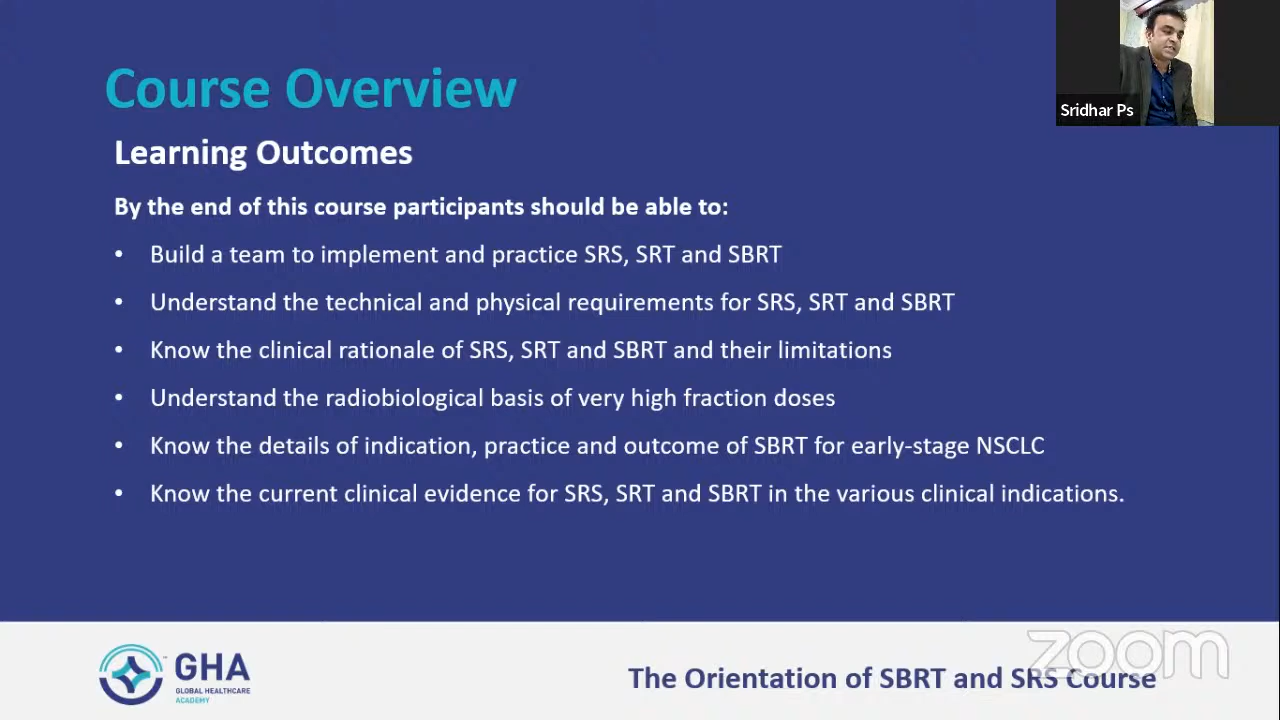 Course Overview
Sridhar Ps
Learning Outcomes
By the end of this course participants should be able to:
• Build a team to implement and practice SRS, SRT and SBRT
• Understand the technical and physical requirements for SRS, SRT and SBRT
• Know the clinical rationale of SRS, SRT and SBRT and their limitations
• Understand the radiobiological basis of very high fraction doses
• Know the details of indication, practice and outcome of SBRT for early-stage NSCLC
• Know the current clinical evidence for SRS, SRT and SBRT in the various clinical indications.
GHA
GLOBAL HEALTHCARE
ACADEMY
The Orientation of SBRT and SRS Course
zoom